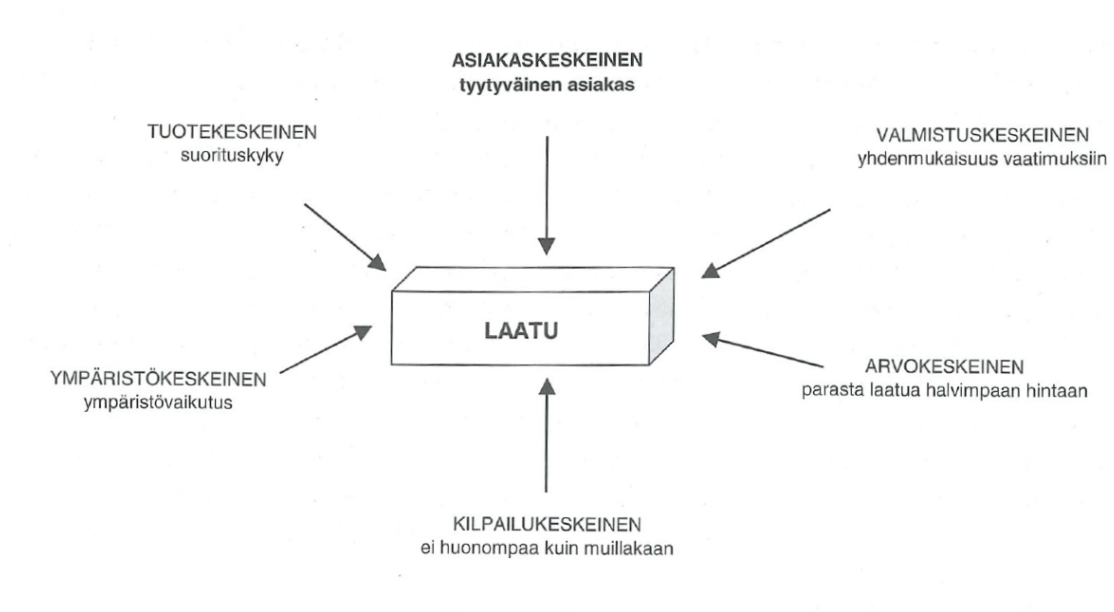 ASIAKASKESKEINEN
tyytyväinen asiakas
TUOTEKESKEINEN
suorituskyky
VALMISTUSKESKEINEN
yhdenmukaisuus vaatimuksiin
LAATU
YMPÄRISTÖKESKEINEN
ympäristövaikutus
ARVOKESKEINEN
parasta laatua halvimpaan hintaan
KILPAILUKESKEINEN
ei huonompaa kuin muillakaan